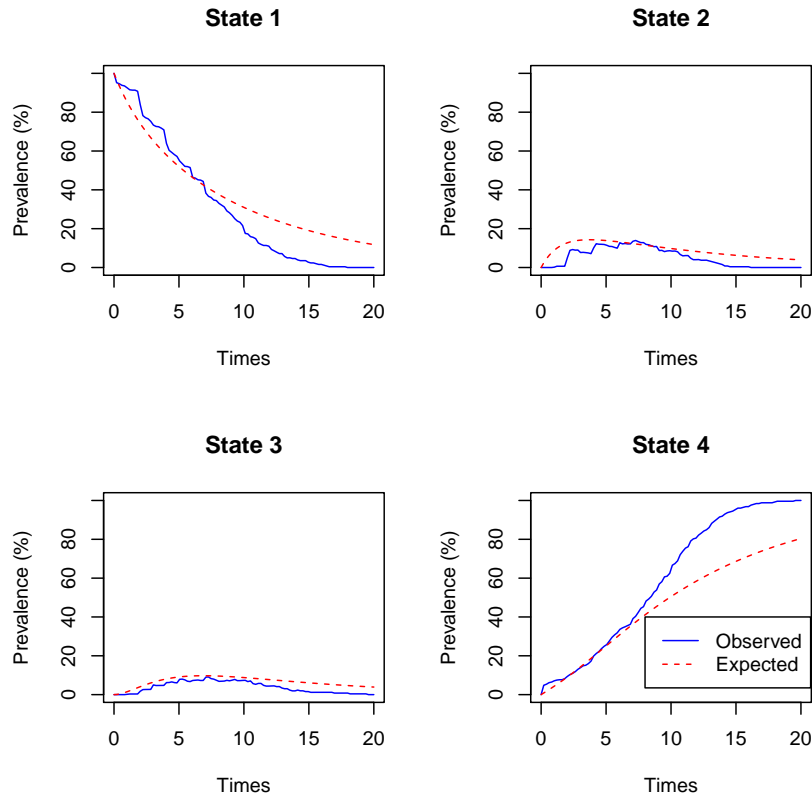 State 1
Prevalence (%)
0 20 40 60 80
0 5 10 15 20
Times
State 2
Prevalence (%)
0 20 40 60 80
0 5 10 15 20
Times
State 3
Prevalence (%)
0 20 40 60 80
0 5 10 15 20
Times
State 4
Prevalence (%)
0 20 40 60 80
Observed
Expected
0 5 10 15 20
Times